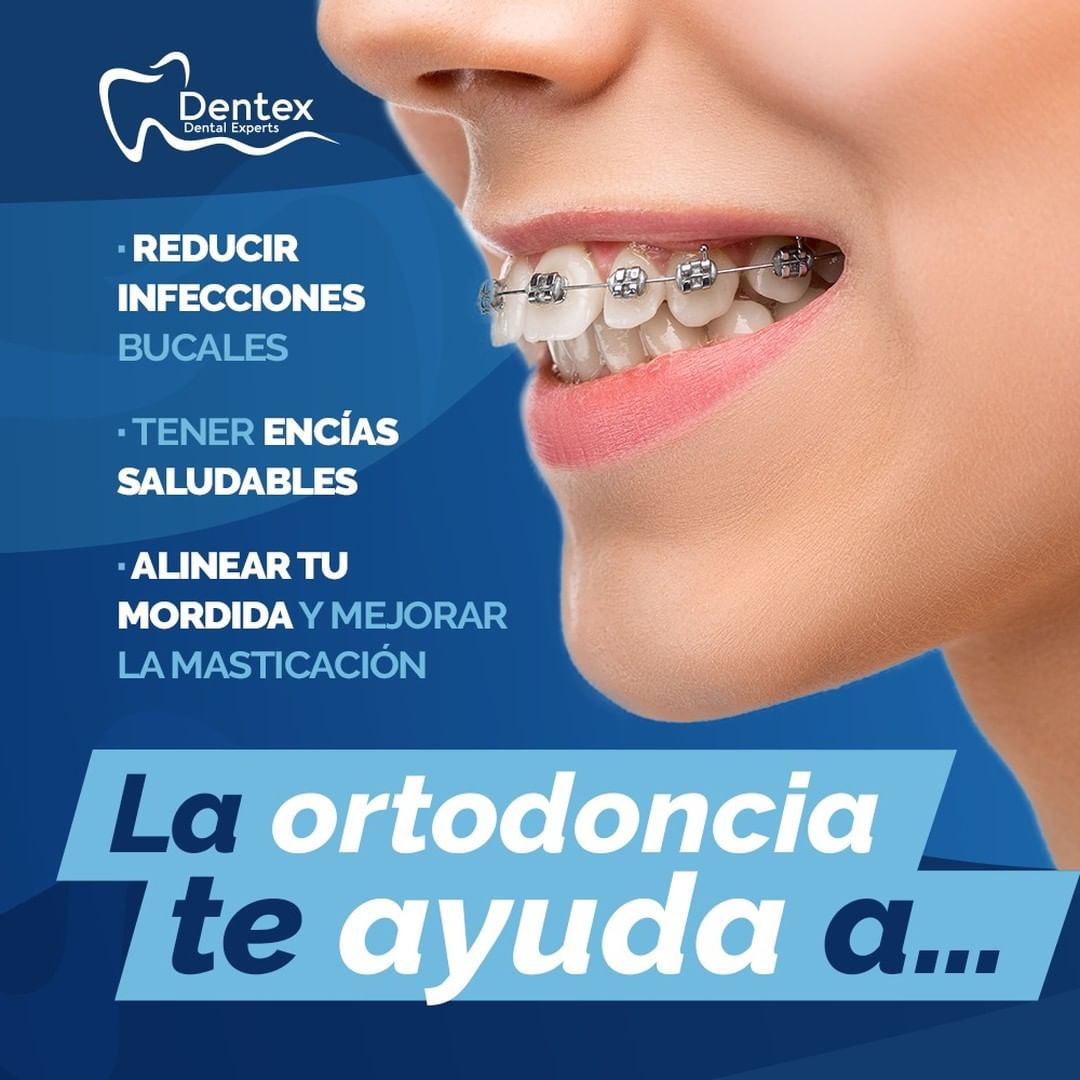 Dentex
Dental Experts
· REDUCIR
INFECCIONES
BUCALES
· TENER ENCÍAS
SALUDABLES
· ALINEAR TU
MORDIDA Y MEJORAR
LA MASTICACIÓN
La ortodoncia
te ayuda a...